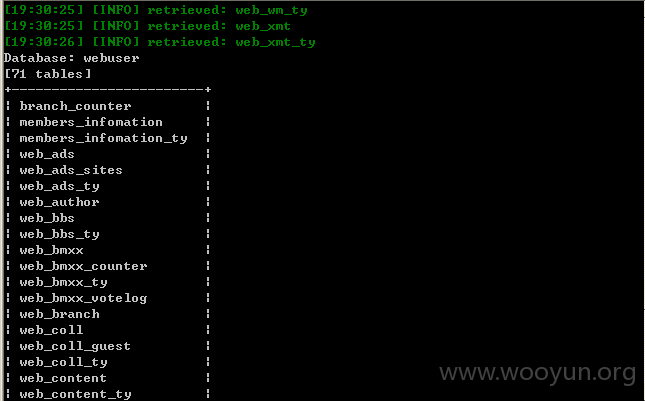 [19:30:25] [INFO] retrieved: web_wm_ty
[19:30:25] [INFO] retrieved: web_xmt
[19:30:26] [INFO] retrieved: web_xmt_ty
Database: webuser
[71 tables]
+------------------------+
¦ branch_counter ¦
¦ members_infomation ¦
¦ members_infomation_ty ¦
¦ web_ads ¦
¦ web_ads_sites ¦
¦ web_ads_ty ¦
¦ web_author ¦
¦ web_bbs ¦
¦ web_bbs_ty ¦
¦ web_bmxx ¦
¦ web_bmxx_counter ¦
¦ web_bmxx_ty ¦
¦ web_bmxx_votelog ¦
¦ web_branch ¦
¦ web_coll ¦
¦ web_coll_guest ¦
¦ web_coll_ty ¦
¦ web_content ¦
¦ web_content_ty ¦
www.wooyun.org